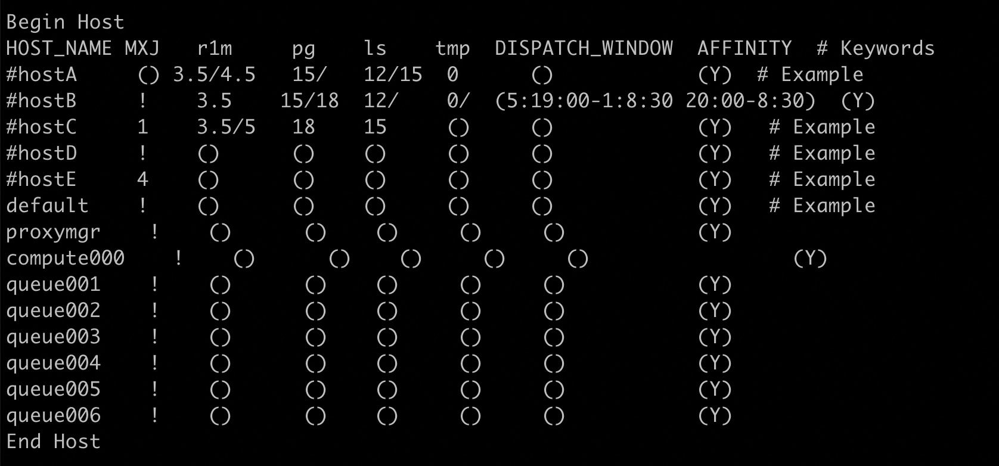 Begin Host
HOST_NAME MXJ   r1m     pg    ls    tmp  DISPATCH_WINDOW  AFFINITY  # Keywords
#hostA     () 3.5/4.5   15/   12/15  0      ()            (Y)  # Example
#hostB     !    3.5    15/18  12/    0/  (5:19:00-1:8:30 20:00-8:30)  (Y)
#hostC     1    3.5/5   18    15     ()     ()            (Y)   # Example
#hostD     !    ()      ()    ()     ()     ()            (Y)   # Example
#hostE     4    ()      ()    ()     ()     ()            (Y)   # Example
default    !    ()      ()    ()     ()     ()            (Y)   # Example
proxymgr    !    ()      ()    ()     ()     ()           (Y)
compute000    !    ()      ()    ()     ()     ()                 (Y)
queue001    !    ()      ()    ()     ()     ()           (Y)
queue002    !    ()      ()    ()     ()     ()           (Y)
queue003    !    ()      ()    ()     ()     ()           (Y)
queue004    !    ()      ()    ()     ()     ()           (Y)
queue005    !    ()      ()    ()     ()     ()           (Y)
queue006    !    ()      ()    ()     ()     ()           (Y)
End Host